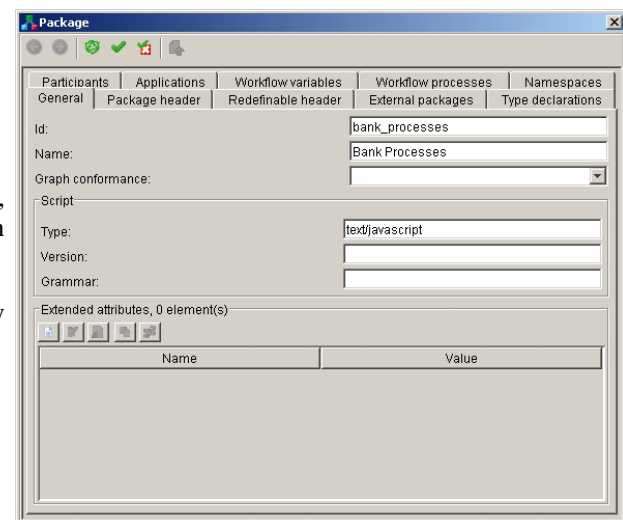 Package
Participants Applications Workflow variables Workflow processes Namespaces
General Package header Redefinable header External packages Type declarations
Id: bank_processes
Name: Bank Processes
Graph conformance:
Script
Type: text/javascript
Version:
Grammar:
Extended attributes, 0 element(s)
Name Value